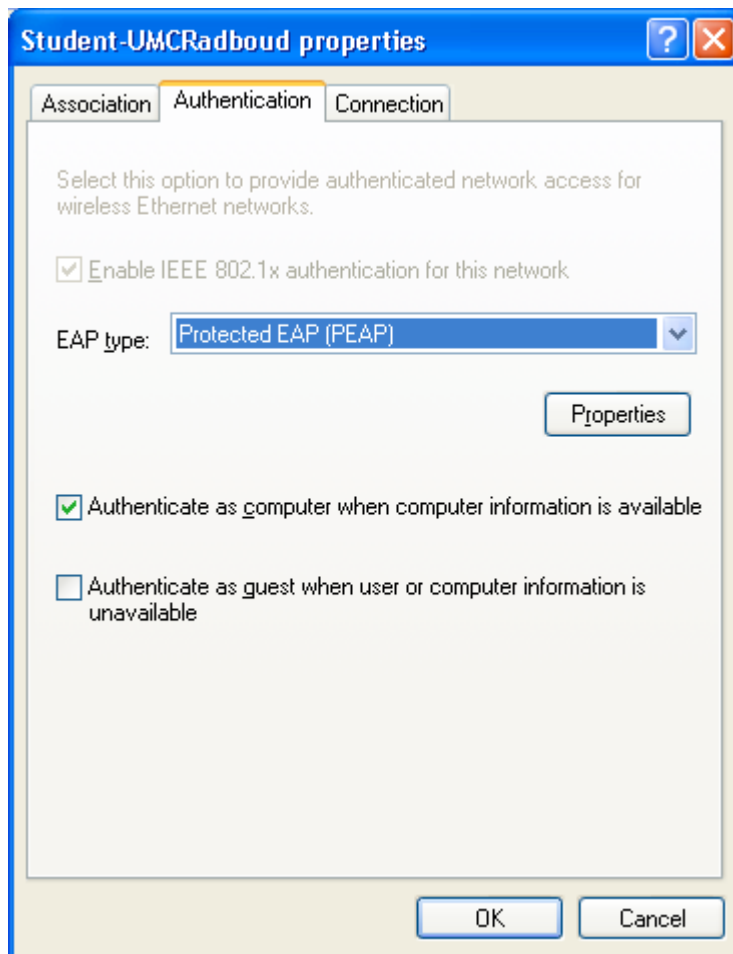 Student-UMCRadboud properties
?
Association Authentication Connection
Select this option to provide authenticated network access for
wireless Ethernet networks.
Enable IEEE 802.1x authentication for this network
EAP type: Protected EAP (PEAP)
Properties
Authenticate as computer when computer information is available
Authenticate as guest when user or computer information is
unavailable
OK Cancel